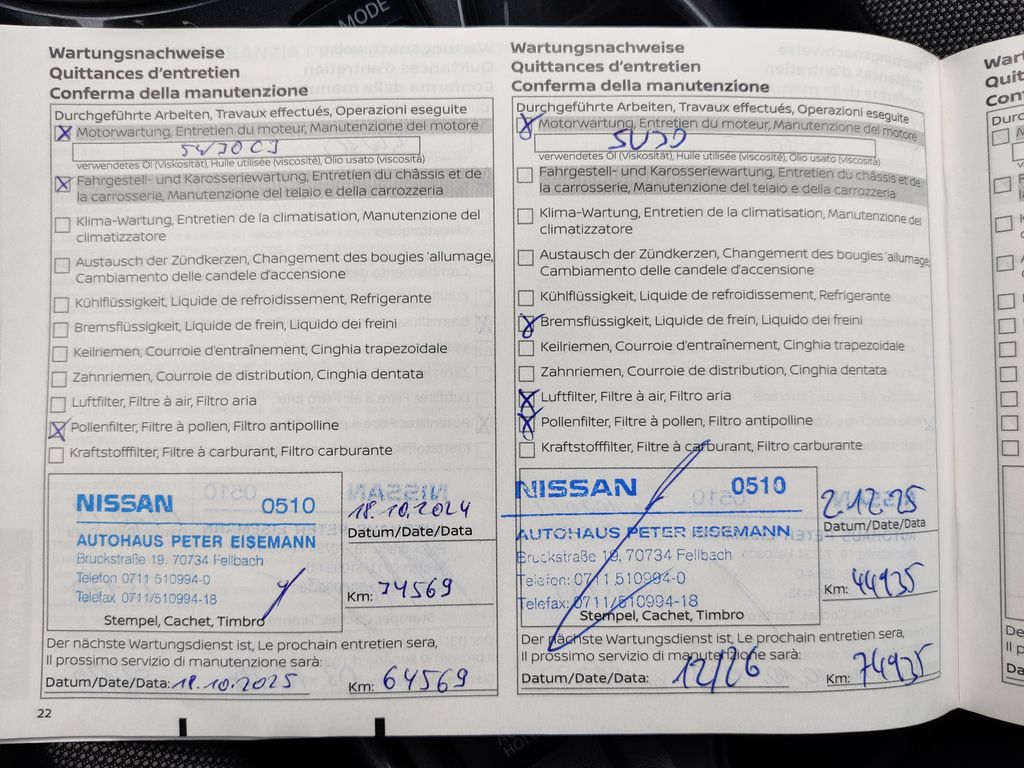 MODE
Wartungsnachweise
Quittances d'entretien
Conferma della manutenzione
Durchgeführte Arbeiten, Travaux effectués, Operazioni eseguite
Motorwartung, Entretien du moteur, Manutenzione del motore
5W30 C3
verwendetes Öl (Viskosität), Huile utilisée (viscosité), Olio usato (viscosità)
Fahrgestell- und Karosseriewartung, Entretien du châssis et de
la carrosserie, Manutenzione del telaio e della carrozzeria
Klima-Wartung, Entretien de la climatisation, Manutenzione del
climatizzatore
Austausch der Zündkerzen, Changement des bougies 'allumage,
Cambiamento delle candele d'accensione
Kühlflüssigkeit, Liquide de refroidissement, Refrigerante
Bremsflüssigkeit, Liquide de frein, Liquido dei freini
Keilriemen, Courroie d'entraînement, Cinghia trapezoidale
Zahnriemen, Courroie de distribution, Cinghia dentata
Luftfilter, Filtre à air, Filtro aria
Pollenfilter, Filtre à pollen, Filtro antipolline
Kraftstofffilter, Filtre à carburant, Filtro carburante
NISSAN 0510
AUTOHAUS PETER EISEMANN
Bruckstraße 19, 70734 Fellbach
Telefon 0711 510994-0
Telefax 0711/510994-18
Stempel, Cachet, Timbro
18.10.2024
Datum/Date/Data
Km: 34569
Der nächste Wartungsdienst ist, Le prochain entretien sera,
Il prossimo servizio di manutenzione sarà:
Datum/Date/Data: 18.10.2025 Km: 64569
22
Wartungsnachweise
Quittances d'entretien
Conferma della manutenzione
Durchgeführte Arbeiten, Travaux effectués, Operazioni eseguite
Motorwartung, Entretien du moteur, Manutenzione del motore
5W30
verwendetes Öl (Viskosität), Huile utilisée (viscosité), Olio usato (viscosità)
Fahrgestell- und Karosseriewartung, Entretien du châssis et de
la carrosserie, Manutenzione del telaio e della carrozzeria
Klima-Wartung, Entretien de la climatisation, Manutenzione del
climatizzatore
Austausch der Zündkerzen, Changement des bougies 'allumage,
Cambiamento delle candele d'accensione
Kühlflüssigkeit, Liquide de refroidissement, Refrigerante
Bremsflüssigkeit, Liquide de frein, Liquido dei freini
Keilriemen, Courroie d'entraînement, Cinghia trapezoidale
Zahnriemen, Courroie de distribution, Cinghia dentata
Luftfilter, Filtre à air, Filtro aria
Pollenfilter, Filtre à pollen, Filtro antipolline
Kraftstofffilter, Filtre à carburant, Filtro carburante
NISSAN 0510
AUTOHAUS PETER EISEMANN
Bruckstraße 19, 70734 Fellbach
Telefon: 0711 510994-0
Telefax: 0711/510994-18
Stempel, Cachet, Timbro
2.12.25
Datum/Date/Data
Km: 44935
Der nächste Wartungsdienst ist, Le prochain entretien sera,
Il prossimo servizio di manutenzione sarà:
Datum/Date/Data: 12/26 Km: 74935